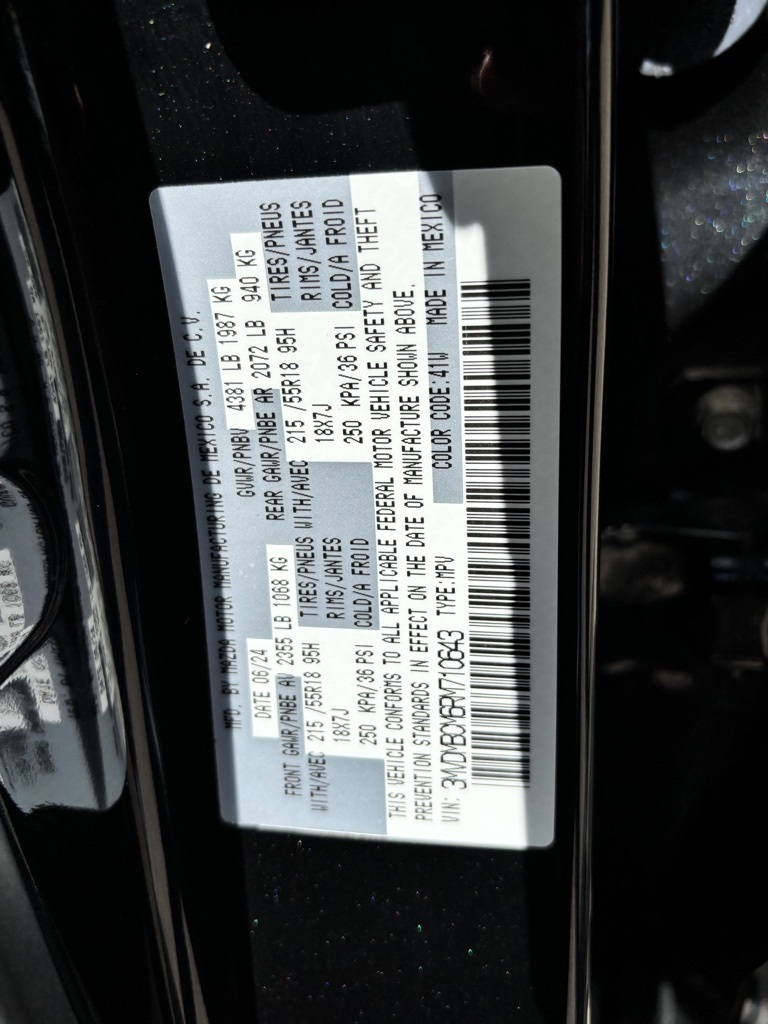 MFD. BY MAZDA MOTOR MANUFACTURING DE MEXICO S.A. DE C.V.
DATE 06/24 GVWR/PNBV 4381 LB 1987 KG
FRONT GAWR/PNBE AV 2355 LB 1068 KG REAR GAWR/PNBE AR 2072 LB 940 KG
WITH/AVEC 215 /55R18 95H TIRES/PNEUS WITH/AVEC 215 /55R18 95H TIRES/PNEUS
18X7J RIMS/JANTES 18X7J RIMS/JANTES
250 KPA/36 PSI COLD/A FROID 250 KPA/36 PSI COLD/A FROID
THIS VEHICLE CONFORMS TO ALL APPLICABLE FEDERAL MOTOR VEHICLE SAFETY AND THEFT
PREVENTION STANDARDS IN EFFECT ON THE DATE OF MANUFACTURE SHOWN ABOVE.
VIN: 3MVDMBCM6RM710643 TYPE:MPV COLOR CODE:41W MADE IN MEXICO